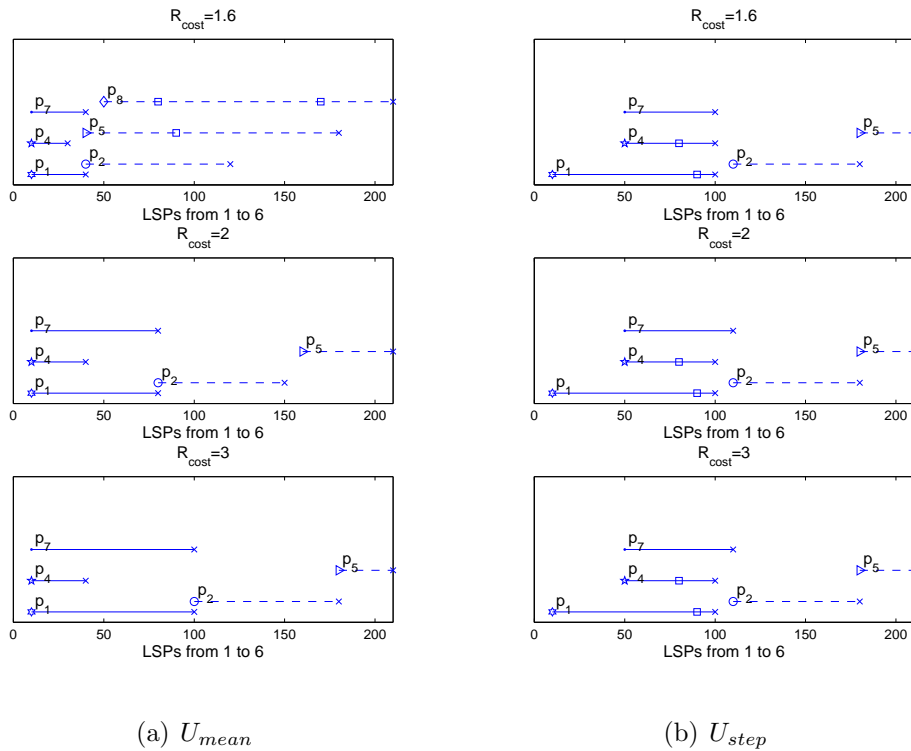 R_cost=1.6
p_8
p_7
p_5
p_4
p_2
p_1
0 50 100 150 200
LSPs from 1 to 6
R_cost=2
p_7
p_5
p_4
p_2
p_1
0 50 100 150 200
LSPs from 1 to 6
R_cost=3
p_7
p_5
p_4
p_2
p_1
0 50 100 150 200
LSPs from 1 to 6
(a) U_mean
R_cost=1.6
p_7
p_5
p_4
p_2
p_1
0 50 100 150 200
LSPs from 1 to 6
R_cost=2
p_7
p_5
p_4
p_2
p_1
0 50 100 150 200
LSPs from 1 to 6
R_cost=3
p_7
p_5
p_4
p_2
p_1
0 50 100 150 200
LSPs from 1 to 6
(b) U_step